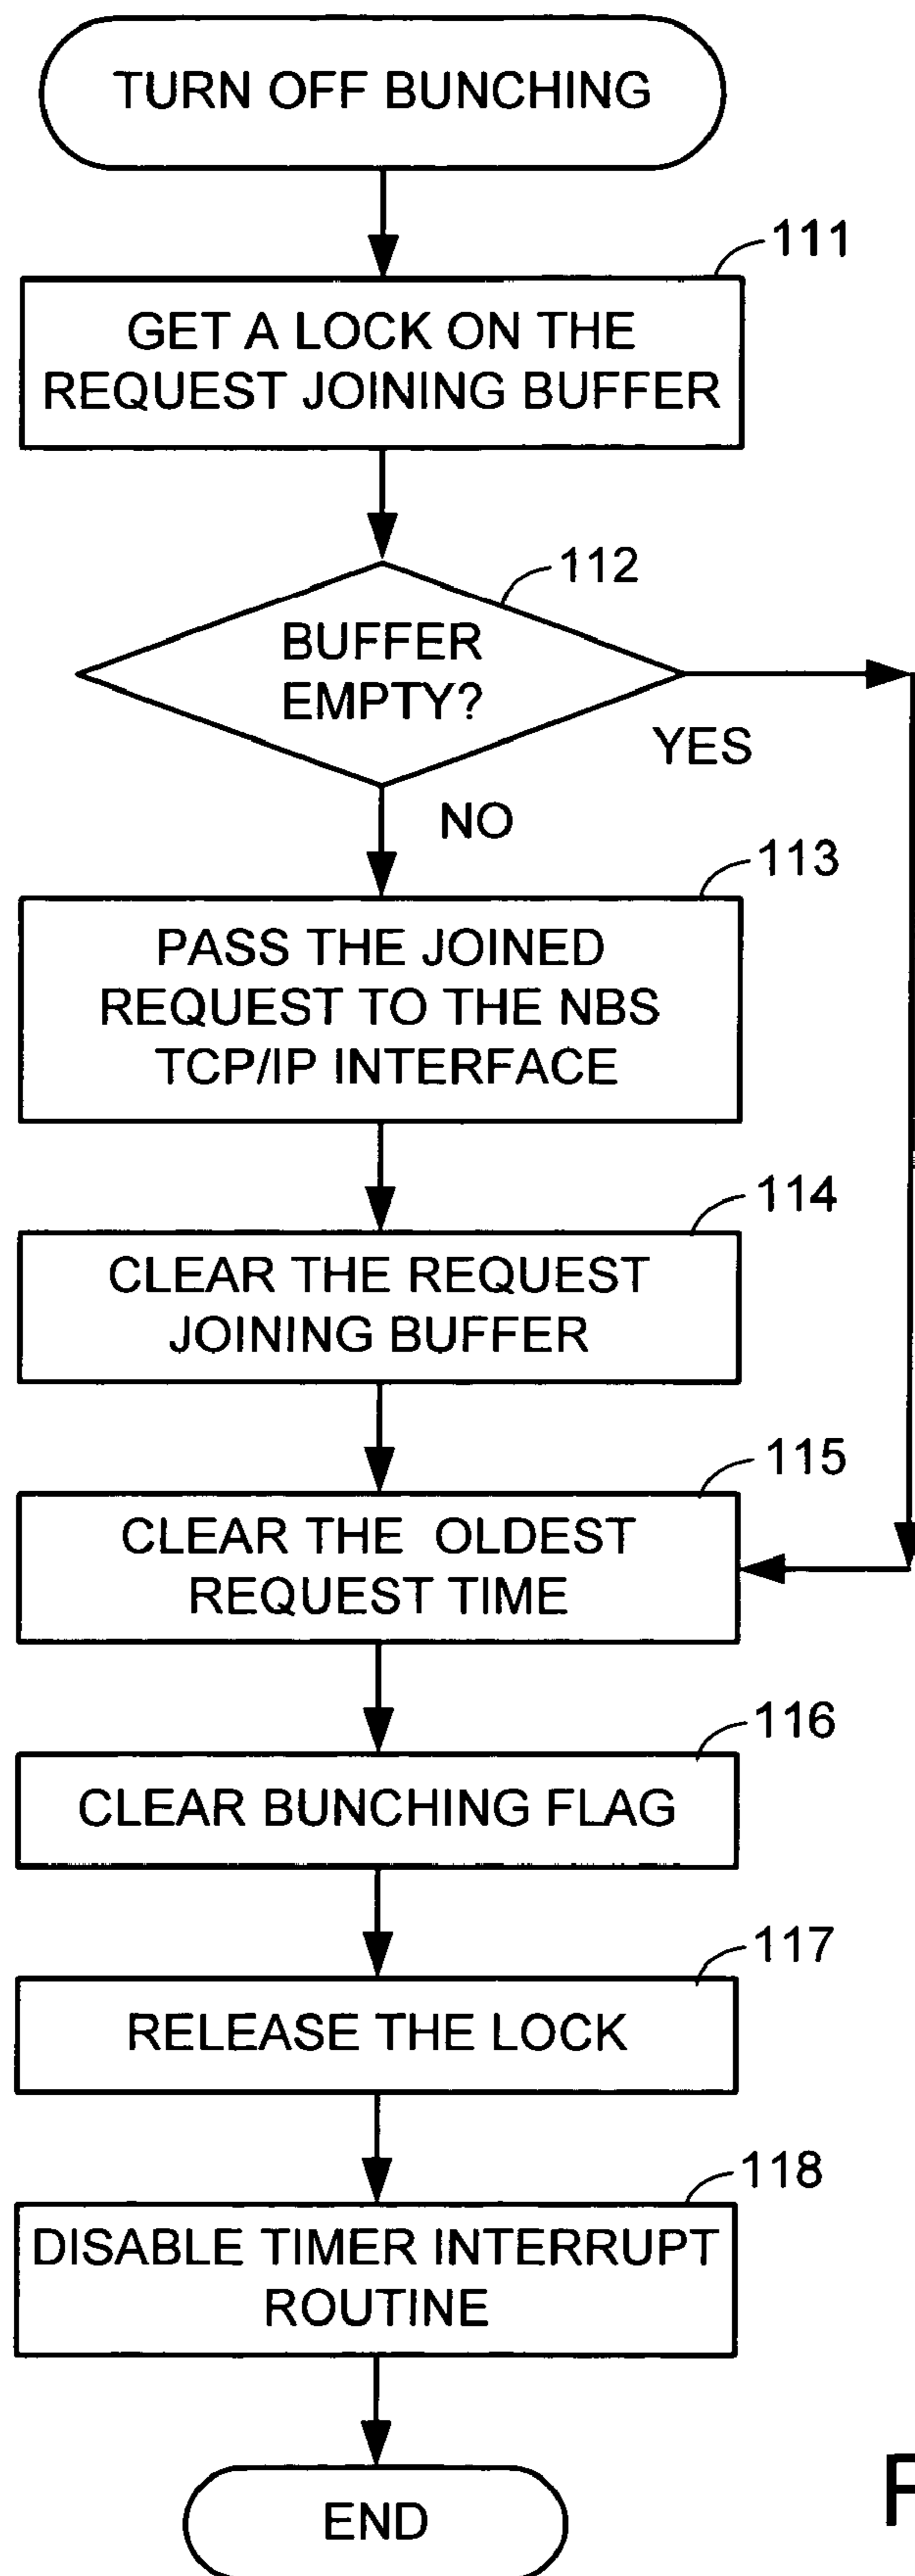 TURN OFF BUNCHING
111
GET A LOCK ON THE
REQUEST JOINING BUFFER
112
BUFFER
EMPTY?
YES
NO
113
PASS THE JOINED
REQUEST TO THE NBS
TCP/IP INTERFACE
114
CLEAR THE REQUEST
JOINING BUFFER
115
CLEAR THE OLDEST
REQUEST TIME
116
CLEAR BUNCHING FLAG
117
RELEASE THE LOCK
118
DISABLE TIMER INTERRUPT
ROUTINE
END